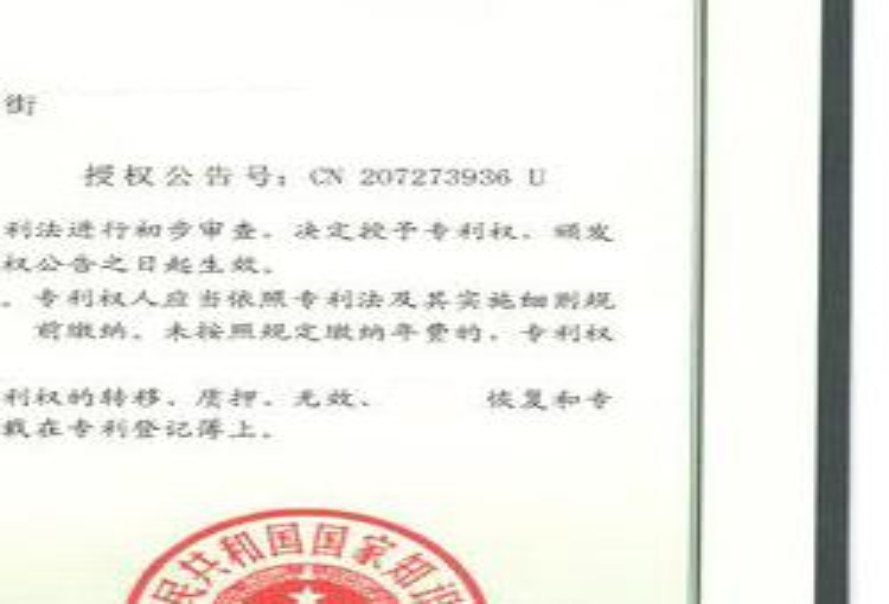 街
授权公告号：CN 207273936 U
利法进行初步审查，决定授予专利权，颁发
权公告之日起生效。
。专利权人应当依照专利法及其实施细则规
前缴纳。未按照规定缴纳年费的，专利权
利权的转移、质押、无效、 恢复和专
载在专利登记簿上。
民共和国国家知识